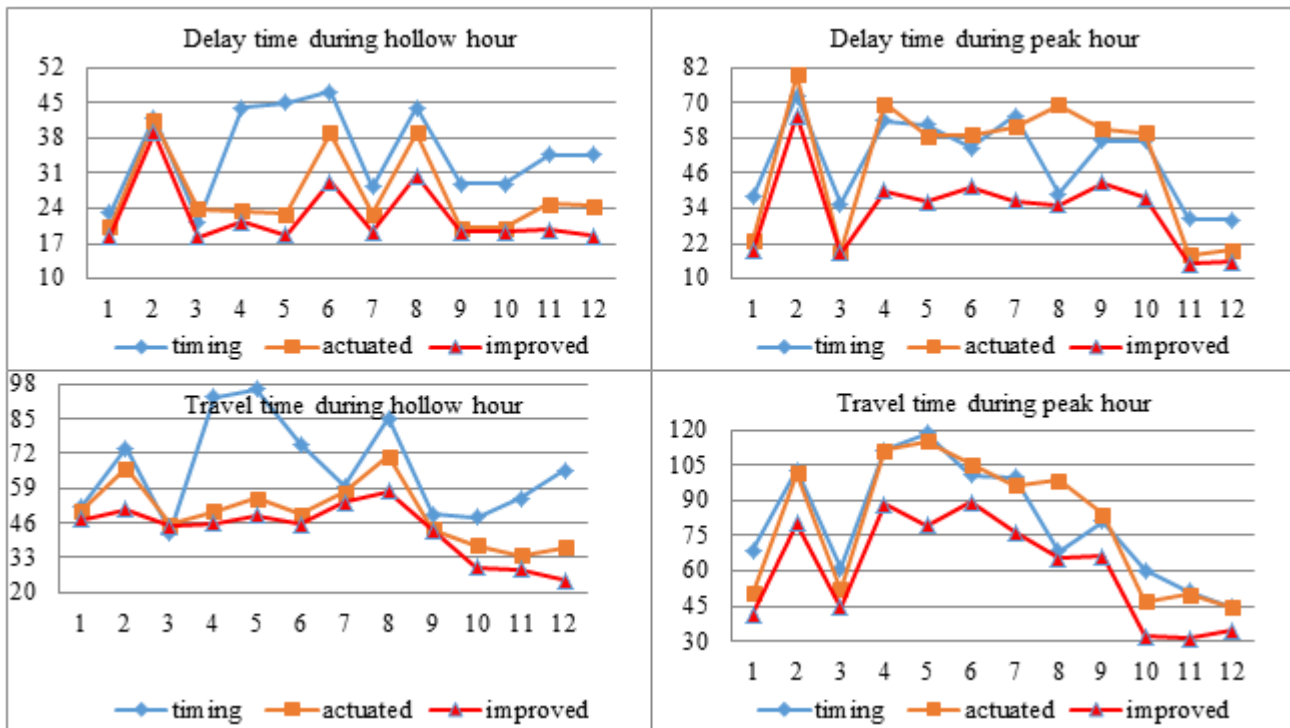 Delay time during hollow hour
52
45
38
31
24
17
10
1 2 3 4 5 6 7 8 9 10 11 12
timing actuated improved
Delay time during peak hour
82
70
58
46
34
22
10
1 2 3 4 5 6 7 8 9 10 11 12
timing actuated improved
Travel time during hollow hour
98
85
72
59
46
33
20
1 2 3 4 5 6 7 8 9 10 11 12
timing actuated improved
Travel time during peak hour
120
105
90
75
60
45
30
1 2 3 4 5 6 7 8 9 10 11 12
timing actuated improved